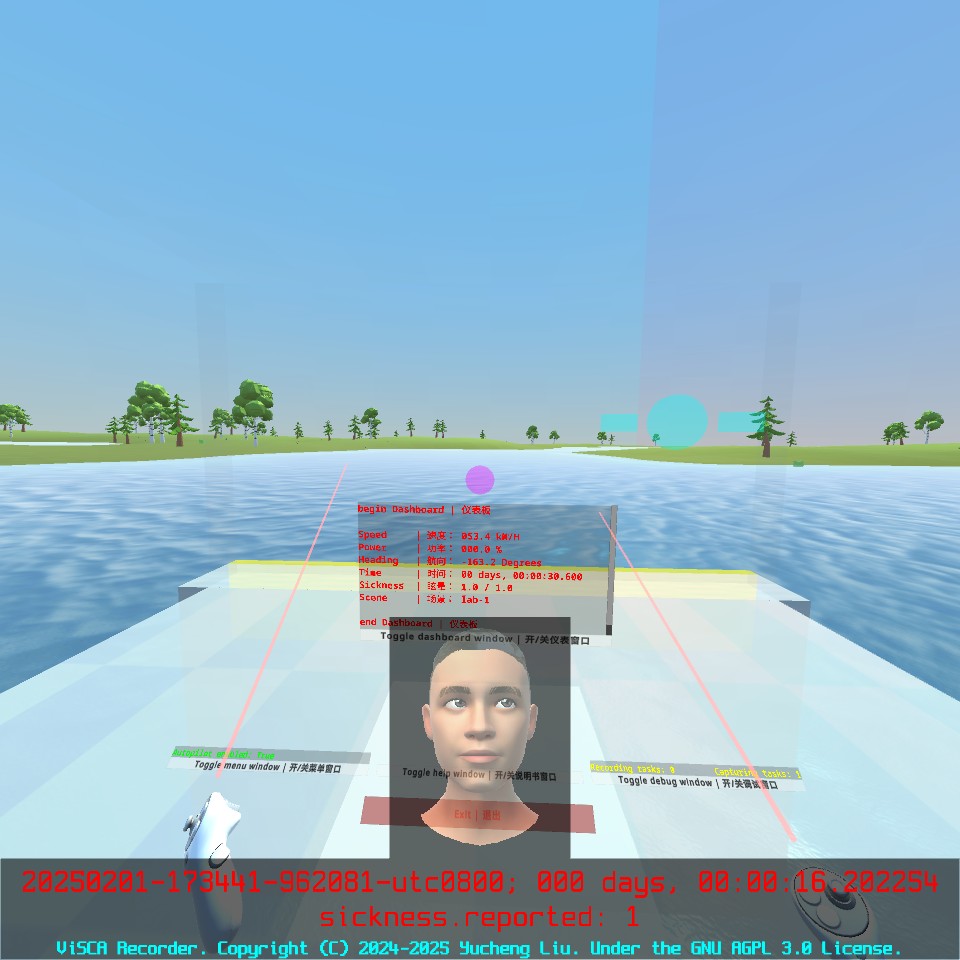 begin Dashboard | 仪表板
Speed | 速度: 053.4 kM/H
Power | 功率: 000.0 %
Heading | 航向: -163.2 Degrees
Time | 时间: 00 days, 00:00:30.600
Sickness | 眩晕: 1.0 / 1.0
Scene | 场景: lab-1
end Dashboard | 仪表板
Toggle dashboard window | 开/关仪表窗口
Autopilot enabled: True
Toggle menu window | 开/关菜单窗口
Toggle help window | 开/关说明书窗口
Recording tasks: 0 Capturing tasks: 1
Toggle debug window | 开/关调试窗口
Exit | 退出
20250201-173441-962081-utc0800; 000 days, 00:00:16.202254
sickness.reported: 1
ViSCA Recorder. Copyright (C) 2024-2025 Yucheng Liu. Under the GNU AGPL 3.0 License.